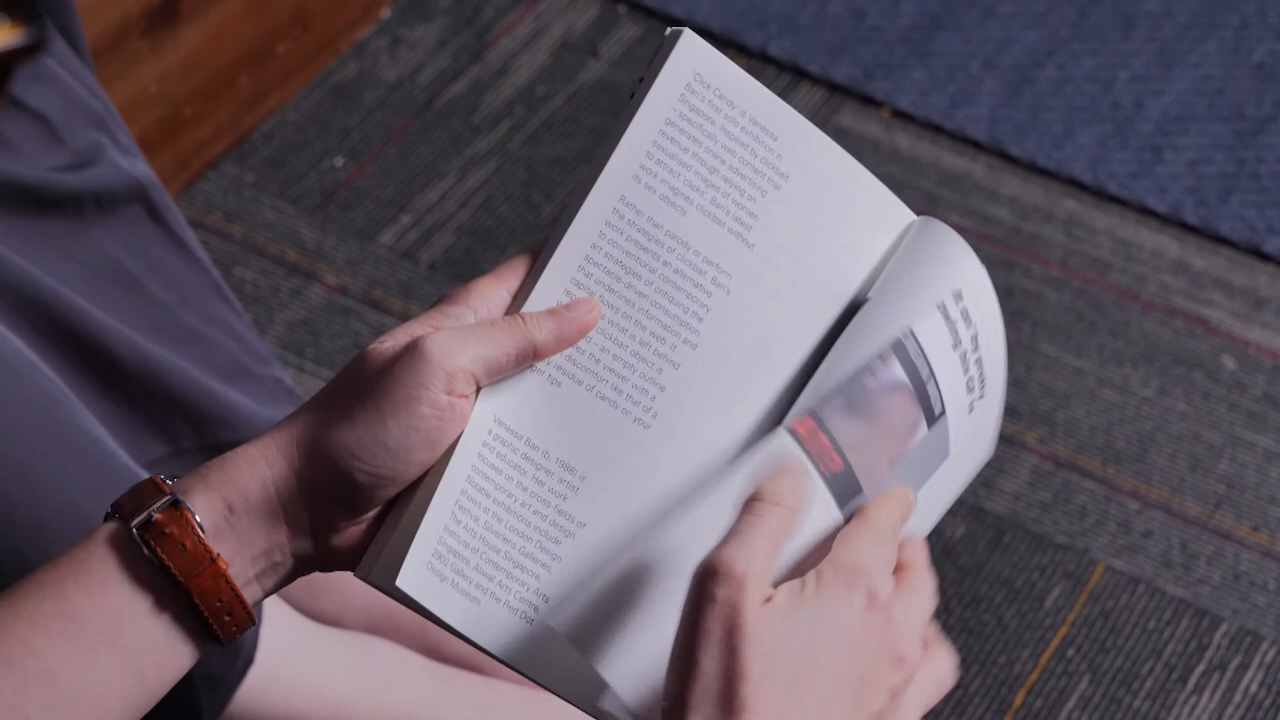 'Click Candy' is Vanessa
Ban's first solo exhibition in
Singapore. Inspired by clickbait
– specifically web content that
generates online advertising
revenue through relying on
sexualised images of women
to attract 'clicks', Ban's latest
work imagines clickbait without
its sex objects.
Rather than parody or perform
the strategies of clickbait, Ban's
work presents an alternative
to conventional contemporary
art strategies of critiquing the
spectacle-driven consumption
that underlines information and
capital flows on the web. It
what is left behind
clickbait object is
– an empty outline
the viewer with a
discomfort like that of a
residue of candy on your
tips.
Vanessa Ban (b. 1988) is
a graphic designer, artist,
and educator. Her work
focuses on the cross-fields of
contemporary art and design.
Notable exhibitions include
shows at the London Design
Festival, Silverlens Galleries,
The Arts House Singapore,
Institute of Contemporary Arts
Singapore, Aliwal Arts Centre,
2902 Gallery and the Red Dot
Design Museum.